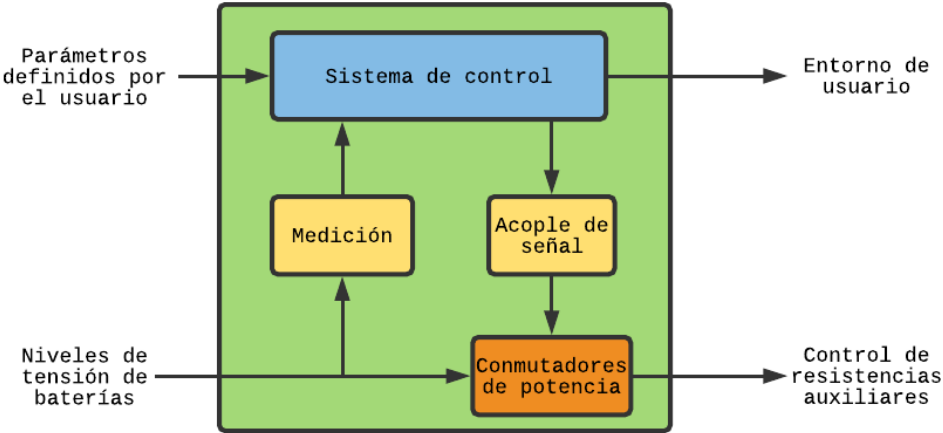 Parámetros
definidos por
el usuario
Sistema de control
Entorno de
usuario
Medición
Acople de
señal
Niveles de
tensión de
baterías
Conmutadores
de potencia
Control de
resistencias
auxiliares